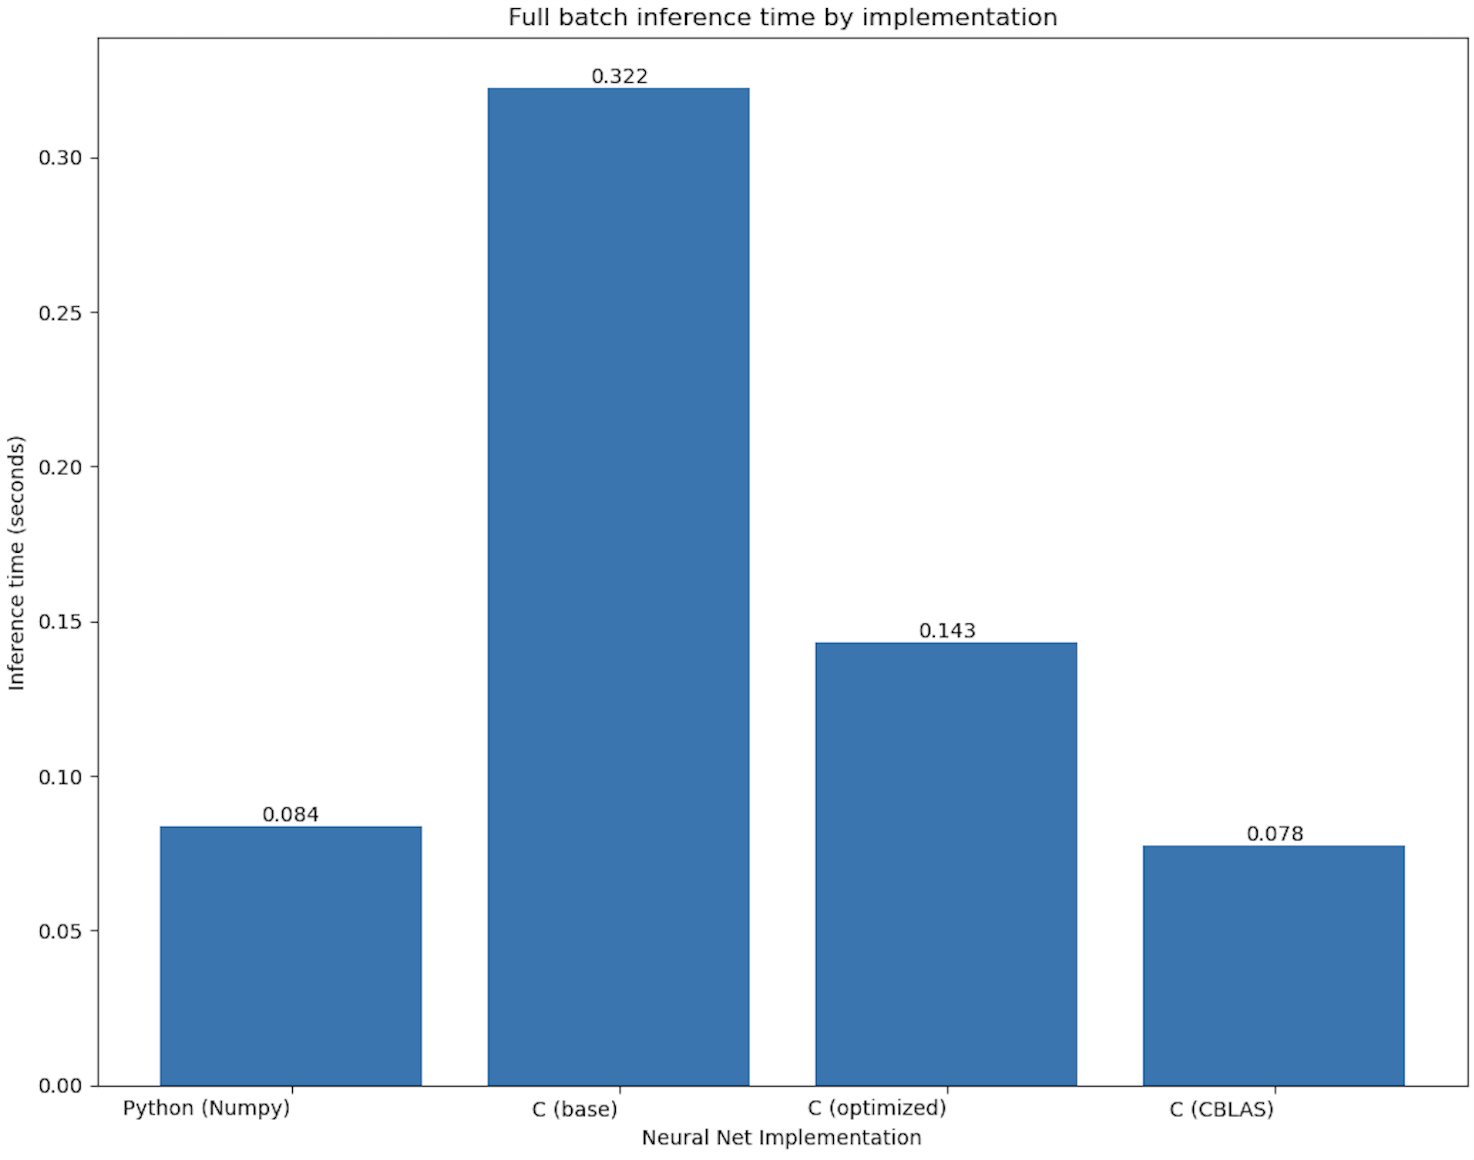 Full batch inference time by implementation
0.322
0.30
0.25
0.20
0.15
0.143
0.10
0.084
0.078
0.05
0.00
Inference time (seconds)
Python (Numpy)
C (base)
C (optimized)
C (CBLAS)
Neural Net Implementation